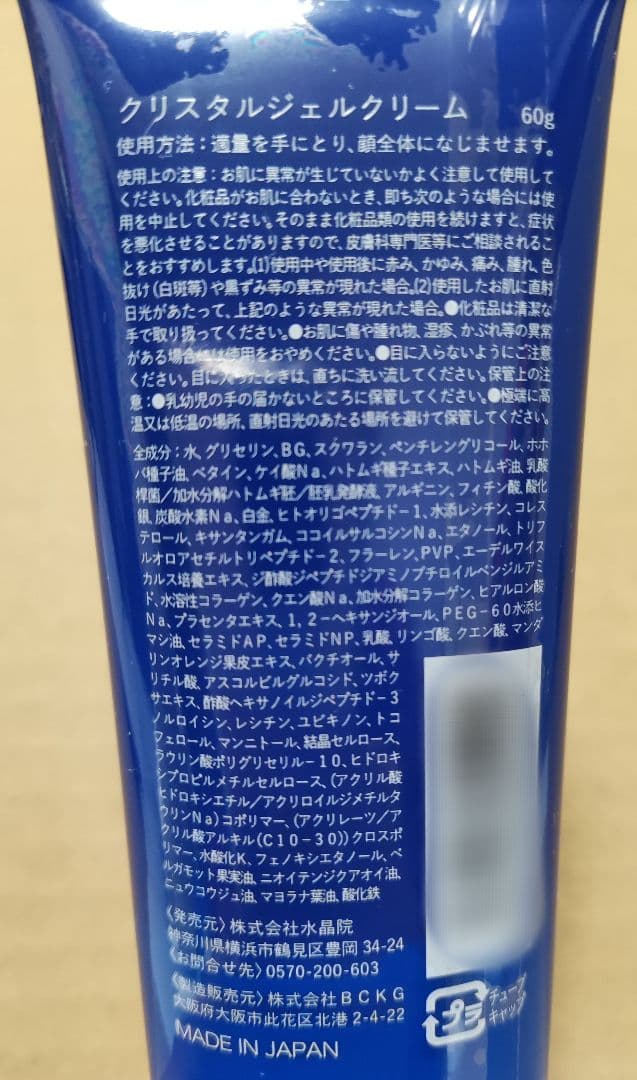 クリスタルジェルクリーム 60g
使用方法：適量を手にとり、顔全体になじませます。
使用上の注意：お肌に異常が生じていないかよく注意して使用して
ください。化粧品がお肌に合わないとき、即ち次のような場合には使
用を中止してください。そのまま化粧品類の使用を続けますと、症状
を悪化させることがありますので、皮膚科専門医等にご相談されるこ
とをおすすめします。(1)使用中や使用後に赤み、かゆみ、痛み、腫れ、色
抜け（白斑等）や黒ずみ等の異常が現れた場合。(2)使用したお肌に直射
日光があたって、上記のような異常が現れた場合。●化粧品は清潔な
手で取り扱ってください。●お肌に傷や腫れ物、湿疹、かぶれ等の異常
がある場合には使用をおやめください。●目に入らないようにご注意
ください。目に入ったときは、直ちに洗い流してください。保管上の注
意：●乳幼児の手の届かないところに保管してください。●極端に高
温又は低温の場所、直射日光のあたる場所を避けて保管してください。
全成分：水、グリセリン、BG、スクワラン、ペンチレングリコール、ホホ
バ種子油、ベタイン、ケイ酸Na、ハトムギ種子エキス、ハトムギ油、乳酸
桿菌／加水分解ハトムギ胚／胚乳発酵液、アルギニン、フィチン酸、酸化
銀、炭酸水素Na、白金、ヒトオリゴペプチド-1、水添レシチン、コレス
テロール、キサンタンガム、ココイルサルコシンNa、エタノール、トリフ
ルオロアセチルトリペプチド-2、フラーレン、PVP、エーデルワイス
カルス培養エキス、ジ酢酸ジペプチドジアミノブチロイルベンジルアミ
ド、水溶性コラーゲン、クエン酸Na、加水分解コラーゲン、ヒアルロン酸
Na、プラセンタエキス、1，2-ヘキサンジオール、PEG-60水添ヒ
マシ油、セラミドAP、セラミドNP、乳酸、リンゴ酸、クエン酸、マンダ
リンオレンジ果皮エキス、バクチオール、サ
リチル酸、アスコルビルグルコシド、ツボク
サエキス、酢酸ヘキサノイルジペプチド-3
ノルロイシン、レシチン、ユビキノン、トコ
フェロール、マンニトール、結晶セルロース、
ラウリン酸ポリグリセリル-10、ヒドロキ
シプロピルメチルセルロース、（アクリル酸
ヒドロキシエチル／アクリロイルジメチルタ
ウリンNa）コポリマー、（アクリレーツ／ア
クリル酸アルキル（C10-30））クロスポ
リマー、水酸化K、フェノキシエタノール、ベ
ルガモット果実油、ニオイテンジクアオイ油、
ニュウコウジュ油、マヨラナ葉油、酸化鉄
〈発売元〉株式会社水晶院
神奈川県横浜市鶴見区豊岡 34-24
〈お問合せ先〉0570-200-603
〈製造販売元〉株式会社BCKG
大阪府大阪市此花区北港 2-4-22
MADE IN JAPAN
プラ
チューブ
キャップ